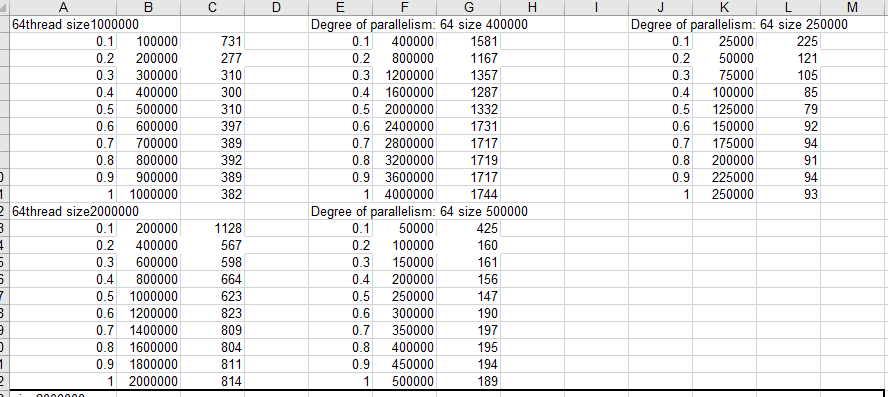 A B C D E F G H I J K L M
64thread size1000000 Degree of parallelism: 64 size 400000 Degree of parallelism: 64 size 250000
0.1 100000 731 0.1 400000 1581 0.1 25000 225
0.2 200000 277 0.2 800000 1167 0.2 50000 121
0.3 300000 310 0.3 1200000 1357 0.3 75000 105
0.4 400000 300 0.4 1600000 1287 0.4 100000 85
0.5 500000 310 0.5 2000000 1332 0.5 125000 79
0.6 600000 397 0.6 2400000 1731 0.6 150000 92
0.7 700000 389 0.7 2800000 1717 0.7 175000 94
0.8 800000 392 0.8 3200000 1719 0.8 200000 91
0.9 900000 389 0.9 3600000 1717 0.9 225000 94
1 1000000 382 1 4000000 1744 1 250000 93
64thread size2000000 Degree of parallelism: 64 size 500000
0.1 200000 1128 0.1 50000 425
0.2 400000 567 0.2 100000 160
0.3 600000 598 0.3 150000 161
0.4 800000 664 0.4 200000 156
0.5 1000000 623 0.5 250000 147
0.6 1200000 823 0.6 300000 190
0.7 1400000 809 0.7 350000 197
0.8 1600000 804 0.8 400000 195
0.9 1800000 811 0.9 450000 194
1 2000000 814 1 500000 189